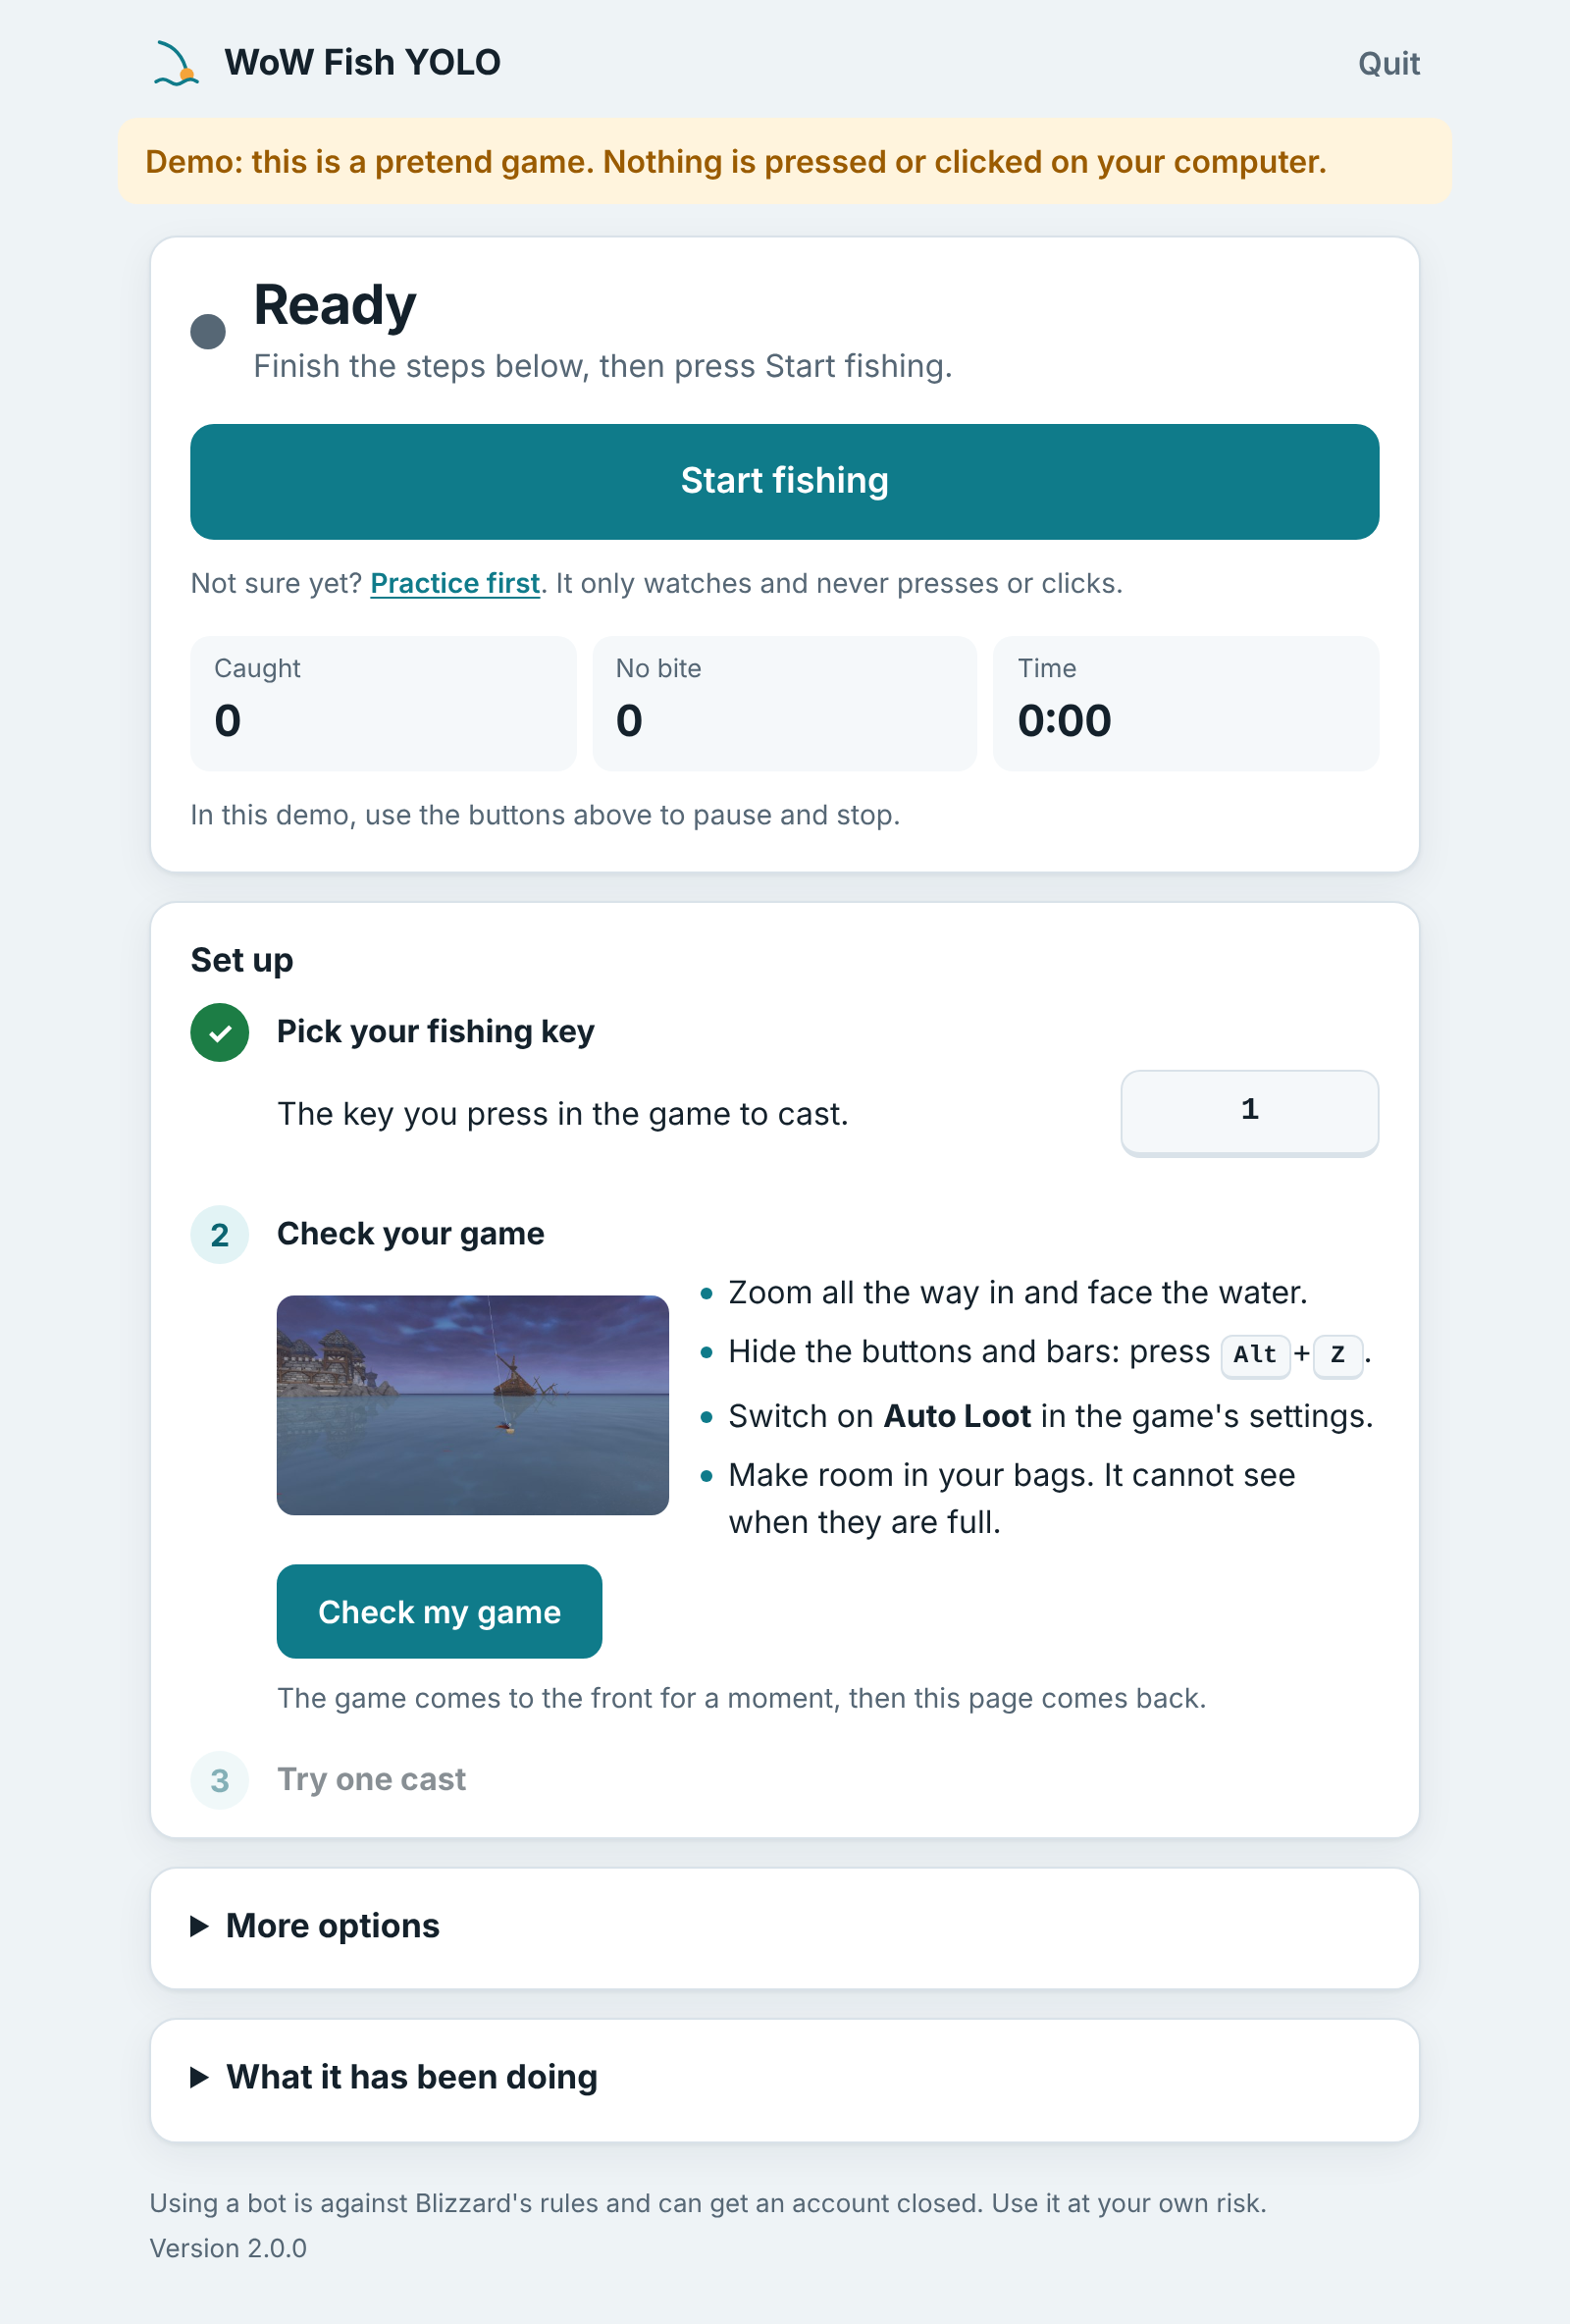 WoW Fish YOLO
Quit
Demo: this is a pretend game. Nothing is pressed or clicked on your computer.
Ready
Finish the steps below, then press Start fishing.
Start fishing
Not sure yet? Practice first. It only watches and never presses or clicks.
Caught
0
No bite
0
Time
0:00
In this demo, use the buttons above to pause and stop.
Set up
Pick your fishing key
The key you press in the game to cast.
1
2
Check your game
Zoom all the way in and face the water.
Hide the buttons and bars: press Alt+Z.
Switch on Auto Loot in the game's settings.
Make room in your bags. It cannot see
when they are full.
Check my game
The game comes to the front for a moment, then this page comes back.
3
Try one cast
More options
What it has been doing
Using a bot is against Blizzard's rules and can get an account closed. Use it at your own risk.
Version 2.0.0